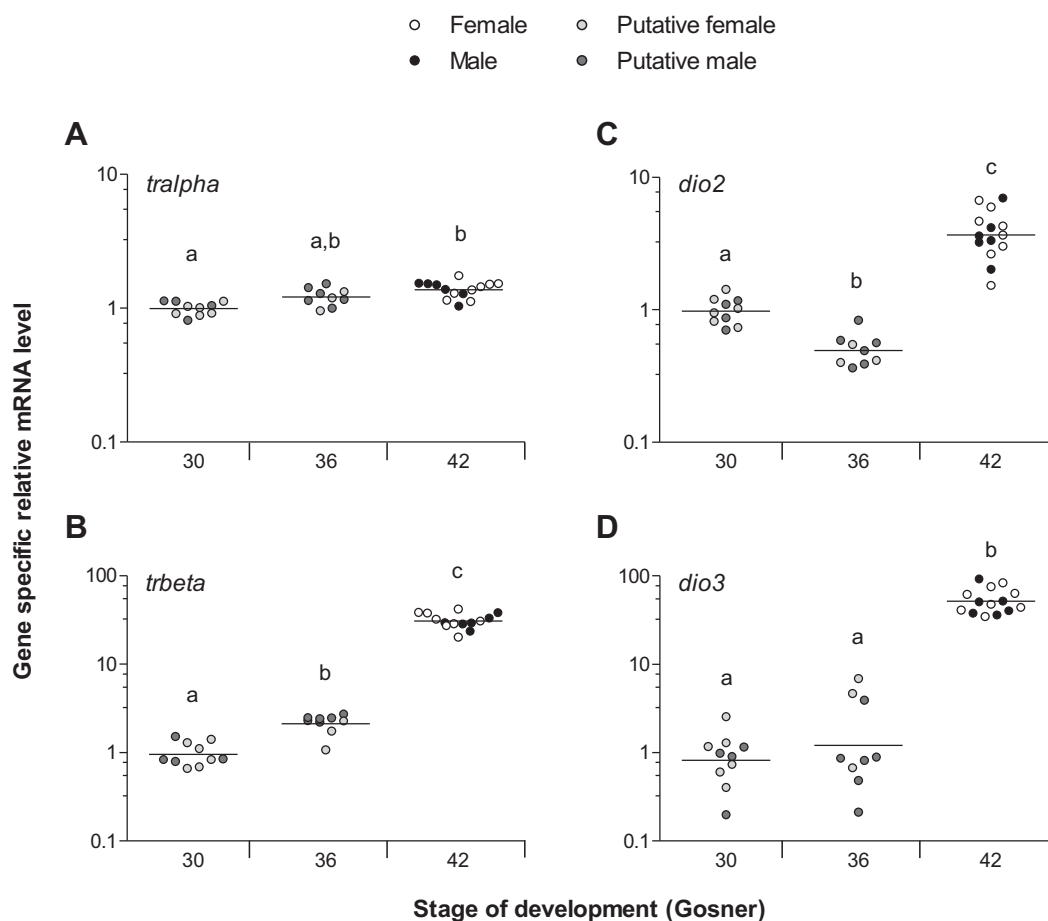 Female
Putative female
Male
Putative male
Gene specific relative mRNA level
A
10
tralpha
a
a,b
b
1
0.1
30
36
42
C
10
dio2
a
b
c
1
0.1
30
36
42
B
100
trbeta
a
b
c
10
1
0.1
30
36
42
D
100
dio3
a
a
b
10
1
0.1
30
36
42
Stage of development (Gosner)